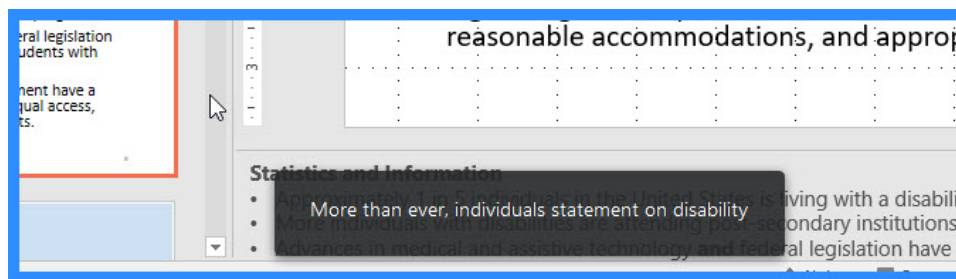 eral legislation
udents with
ment have a
qual access,
ts.
3
reasonable accommodations, and approp
Statistics and Information
• Approximately 1 in 5 individuals in the United States is living with a disabili
• More individuals with disabilities are attending post-secondary institutions
• Advances in medical and assistive technology and federal legislation have
More than ever, individuals statement on disability